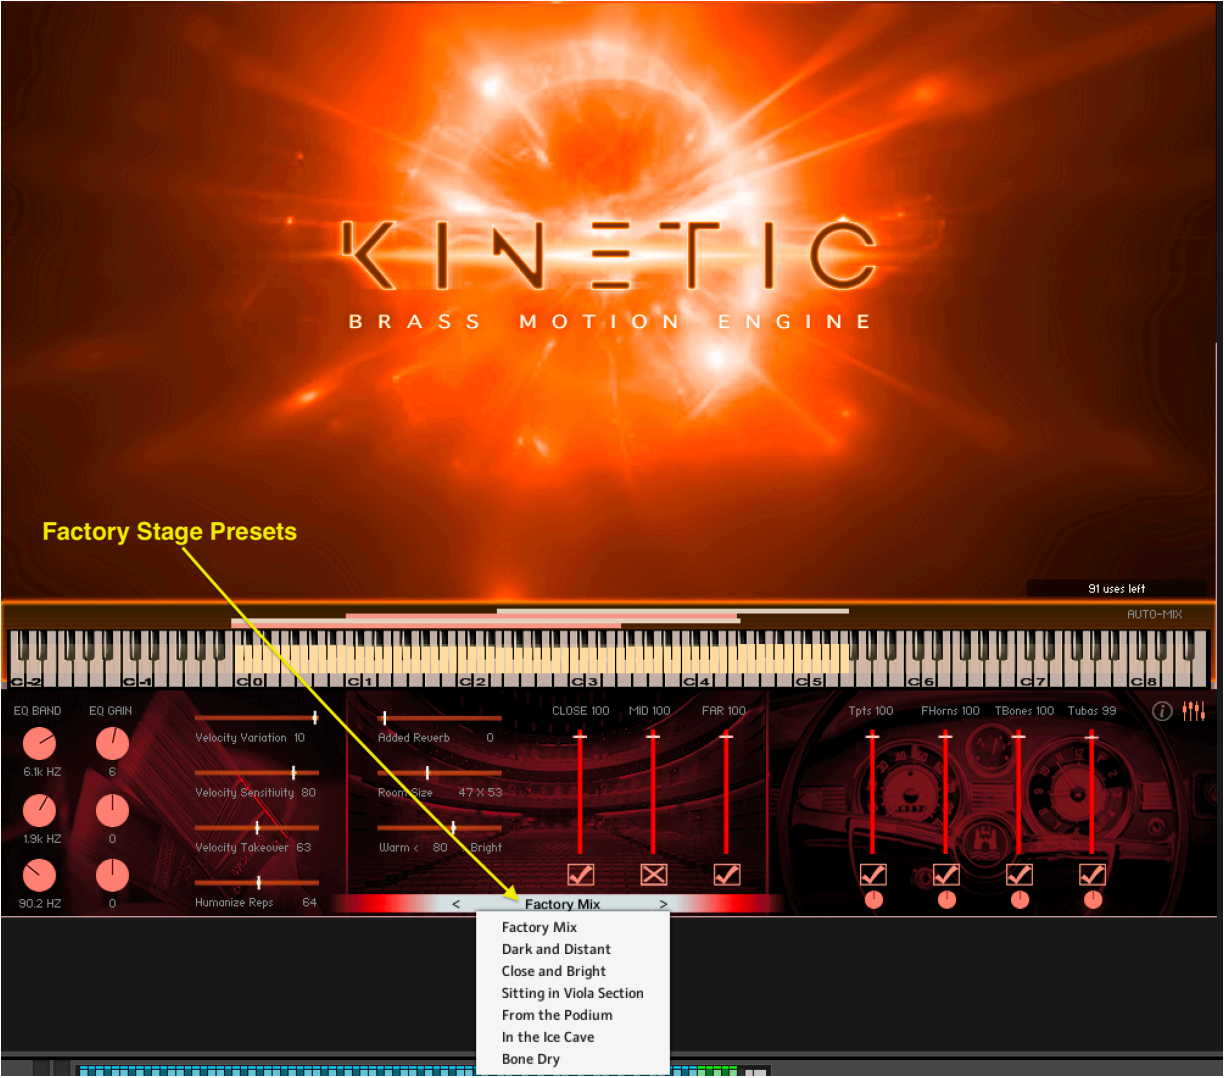 KINETIC
BRASS MOTION ENGINE
Factory Stage Presets
91 uses left
AUTO-MIX
C-2 C-1 C0 C1 C2 C3 C4 C5 C6 C7 C8
EQ BAND EQ GAIN
6.1k HZ 6
1.9k HZ 0
90.2 HZ 0
Velocity Variation 10
Velocity Sensitivity 80
Velocity Takeover 63
Humanize Reps 64
Added Reverb 0
Room Size 47 X 53
Warm < 80 > Bright
CLOSE 100 MID 100 FAR 100
Tpts 100 FHorns 100 TBones 100 Tubas 99
i
< Factory Mix >
Factory Mix
Dark and Distant
Close and Bright
Sitting in Viola Section
From the Podium
In the Ice Cave
Bone Dry